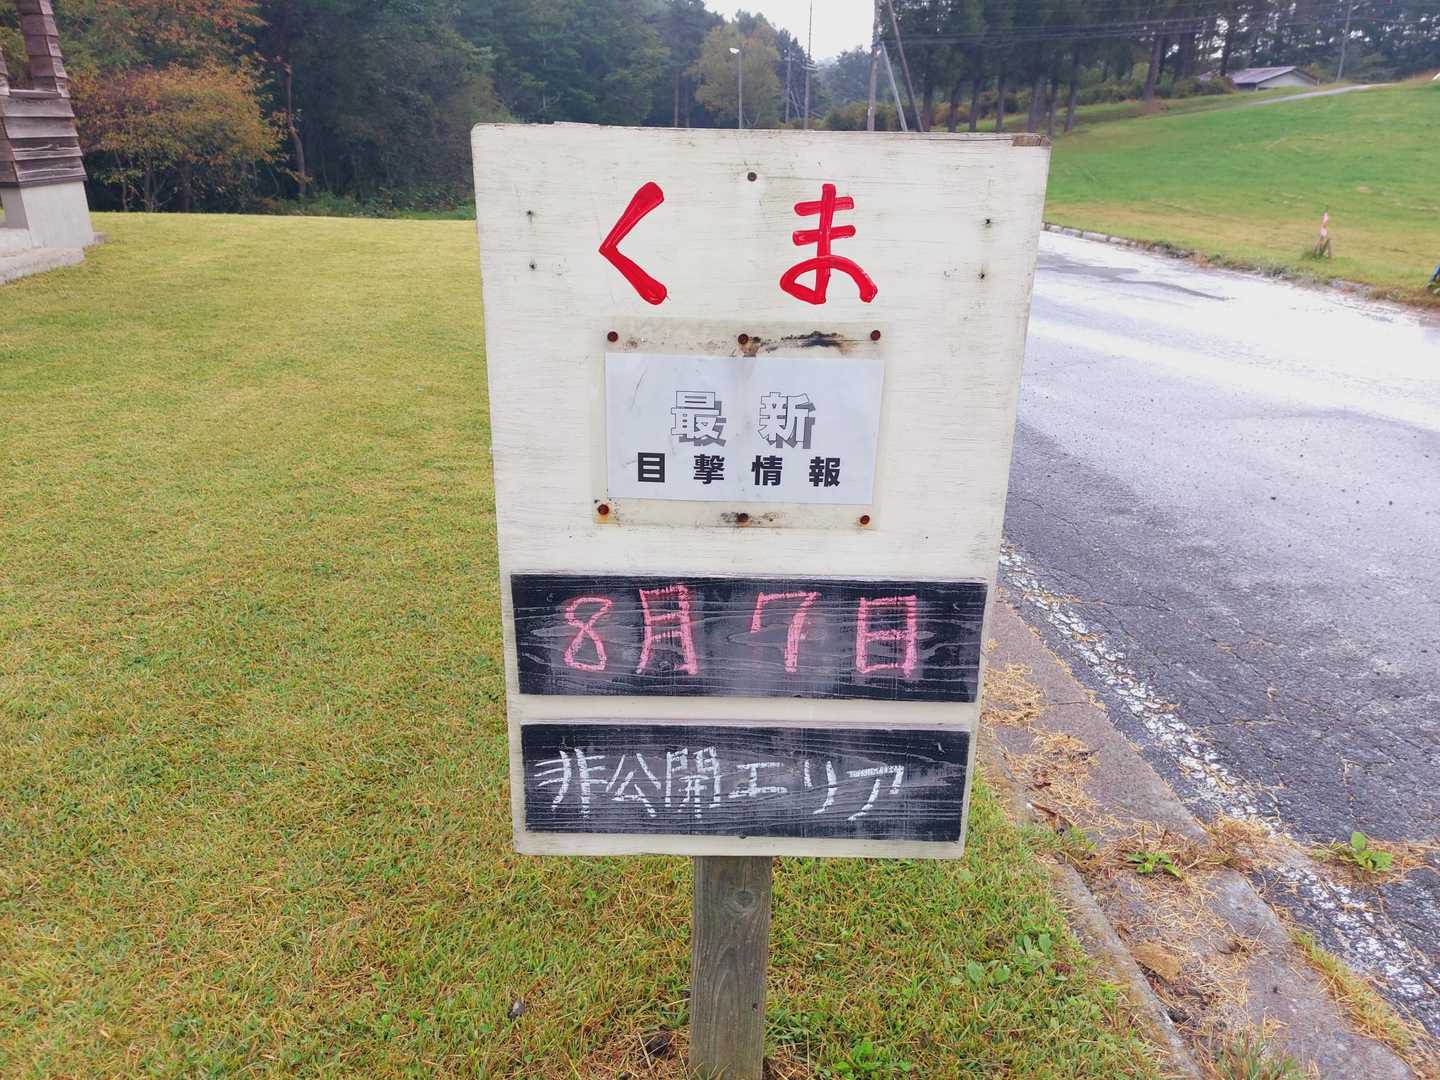 くま
最新
目撃情報
8月7日
非公開エリア